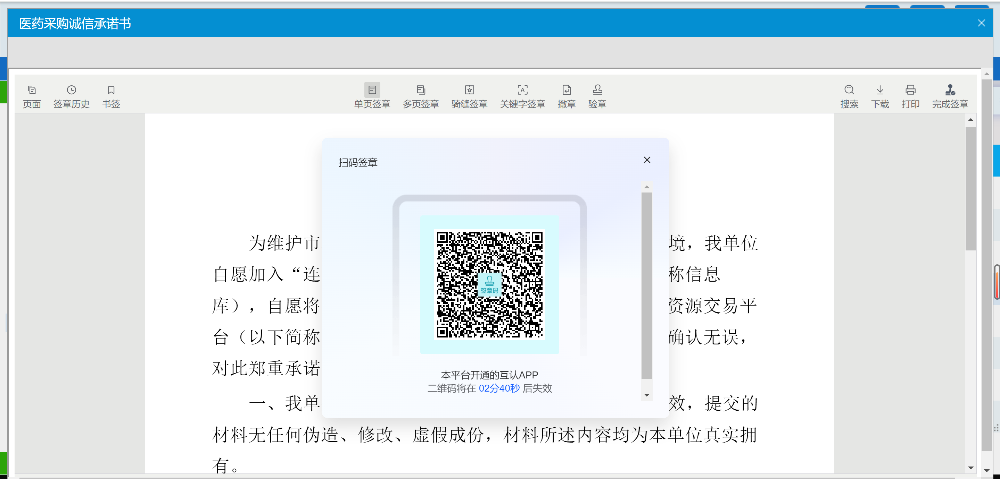 医药采购诚信承诺书
页面 签章历史 书签 单页签章 多页签章 骑缝签章 关键字签章 撤章 验章 搜索 下载 打印 完成签章
扫码签章
签章码
本平台开通的互认APP
二维码将在 02分40秒 后失效
为维护市 境，我单位
自愿加入“连 称信息
库），自愿将 资源交易平
台（以下简称 确认无误，
对此郑重承诺
一、我单 效，提交的
材料无任何伪造、修改、虚假成份，材料所述内容均为本单位真实拥
有。